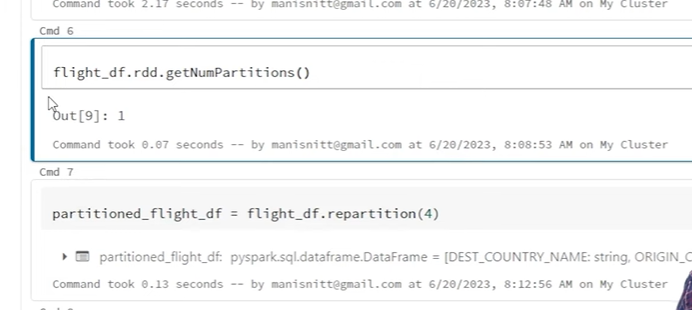 Command took 2.17 seconds -- by manisnitt@gmail.com at 6/20/2023, 8:07:48 AM on My Cluster
Cmd 6
flight_df.rdd.getNumPartitions()
Out[9]: 1
Command took 0.07 seconds -- by manisnitt@gmail.com at 6/20/2023, 8:08:53 AM on My Cluster
Cmd 7
partitioned_flight_df = flight_df.repartition(4)
partitioned_flight_df: pyspark.sql.dataframe.DataFrame = [DEST_COUNTRY_NAME: string, ORIGIN_C
Command took 0.13 seconds -- by manisnitt@gmail.com at 6/20/2023, 8:12:56 AM on My Cluster